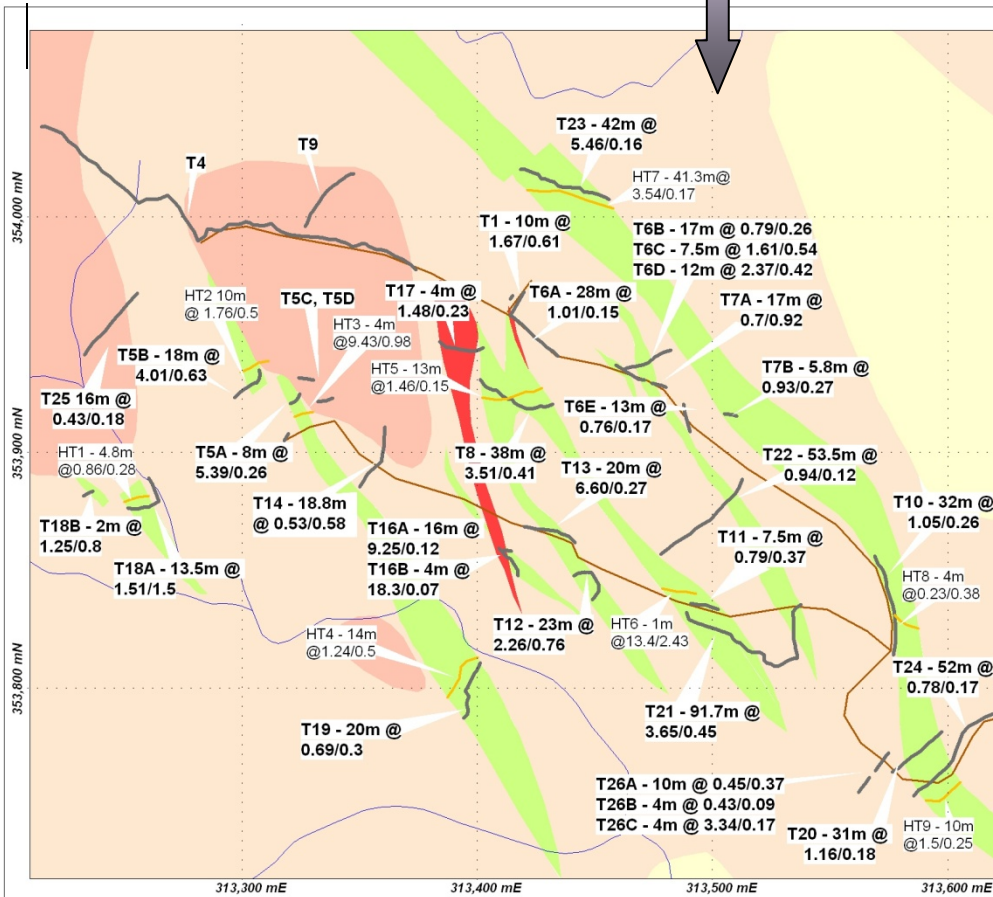 T23 - 42m @
5.46/0.16
T9
T4
HT7 - 41.3m@
3.54/0.17
354,000 mN
T1 - 10m @
1.67/0.61
T6B - 17m @ 0.79/0.26
T6C - 7.5m @ 1.61/0.54
T6D - 12m @ 2.37/0.42
HT2 10m
@ 1.76/0.5
T5C, T5D
T17 - 4m @
1.48/0.23
T6A - 28m @
1.01/0.15
T7A - 17m @
0.7/0.92
HT3 - 4m
@9.43/0.98
T5B - 18m @
4.01/0.63
HT5 - 13m
@1.46/0.15
T7B - 5.8m @
0.93/0.27
T25 16m @
0.43/0.18
T6E - 13m @
0.76/0.17
353,900 mN
HT1 - 4.8m
@0.86/0.28
T5A - 8m @
5.39/0.26
T8 - 38m @
3.51/0.41
T22 - 53.5m @
0.94/0.12
T13 - 20m @
6.60/0.27
T14 - 18.8m
@ 0.53/0.58
T10 - 32m @
1.05/0.26
T18B - 2m @
1.25/0.8
T16A - 16m @
9.25/0.12
T16B - 4m @
18.3/0.07
T11 - 7.5m @
0.79/0.37
T18A - 13.5m @
1.51/1.5
HT8 - 4m
@0.23/0.38
HT4 - 14m
@1.24/0.5
T12 - 23m @
2.26/0.76
HT6 - 1m
@13.4/2.43
T24 - 52m @
0.78/0.17
353,800 mN
T19 - 20m @
0.69/0.3
T21 - 91.7m @
3.65/0.45
T26A - 10m @ 0.45/0.37
T26B - 4m @ 0.43/0.09
T26C - 4m @ 3.34/0.17
T20 - 31m @
1.16/0.18
HT9 - 10m
@1.5/0.25
313,300 mE
313,400 mE
313,500 mE
313,600 mE